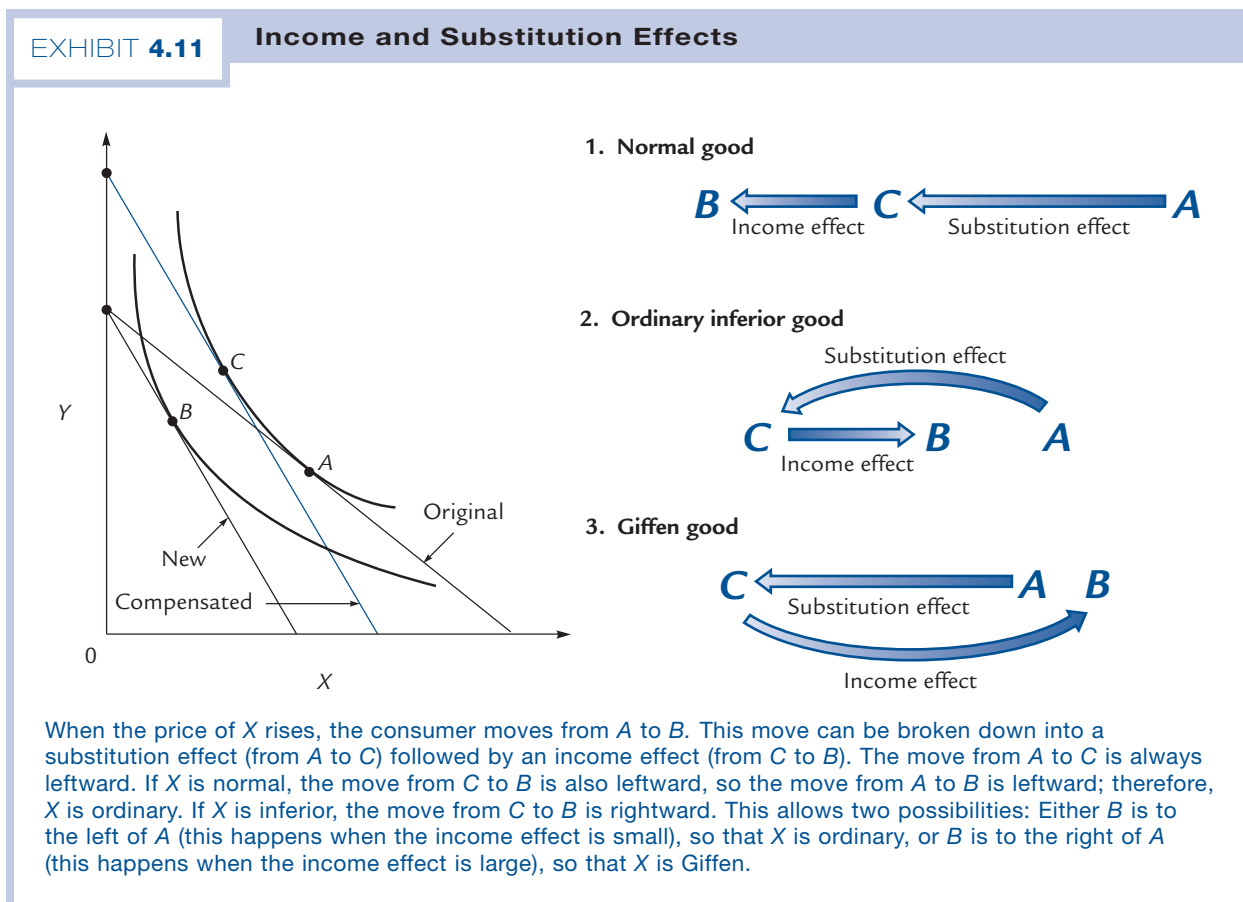 EXHIBIT 4.11
Income and Substitution Effects
Y
C
B
A
Original
New
Compensated
0
X
1. Normal good
B C A
Income effect Substitution effect
2. Ordinary inferior good
Substitution effect
C B A
Income effect
3. Giffen good
C A B
Substitution effect
Income effect
When the price of X rises, the consumer moves from A to B. This move can be broken down into a
substitution effect (from A to C) followed by an income effect (from C to B). The move from A to C is always
leftward. If X is normal, the move from C to B is also leftward, so the move from A to B is leftward; therefore,
X is ordinary. If X is inferior, the move from C to B is rightward. This allows two possibilities: Either B is to
the left of A (this happens when the income effect is small), so that X is ordinary, or B is to the right of A
(this happens when the income effect is large), so that X is Giffen.